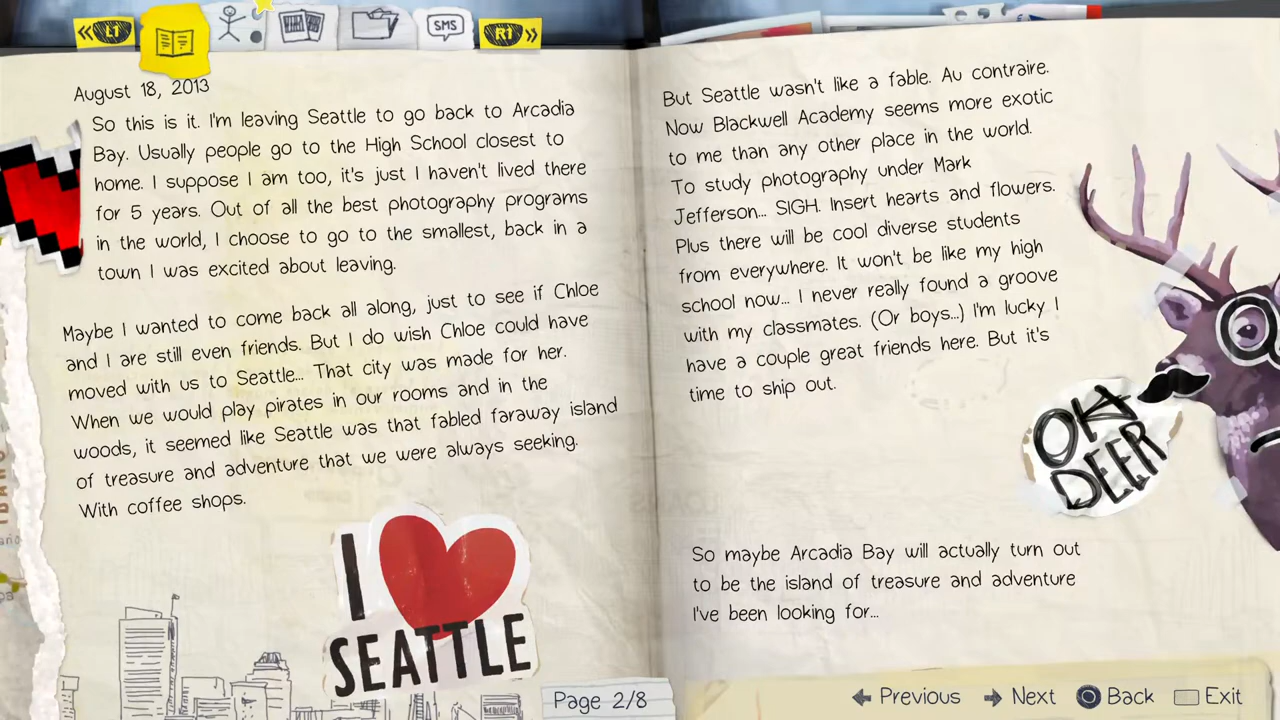 L1
SMS
R1
August 18, 2013
So this is it. I'm leaving Seattle to go back to Arcadia
Bay. Usually people go to the High School closest to
home. I suppose I am too, it's just I haven't lived there
for 5 years. Out of all the best photography programs
in the world, I choose to go to the smallest, back in a
town I was excited about leaving.
Maybe I wanted to come back all along, just to see if Chloe
and I are still even friends. But I do wish Chloe could have
moved with us to Seattle... That city was made for her.
When we would play pirates in our rooms and in the
woods, it seemed like Seattle was that fabled faraway island
of treasure and adventure that we were always seeking.
With coffee shops.
I
SEATTLE
But Seattle wasn't like a fable. Au contraire.
Now Blackwell Academy seems more exotic
to me than any other place in the world.
To study photography under Mark
Jefferson... SIGH. Insert hearts and flowers.
Plus there will be cool diverse students
from everywhere. It won't be like my high
school now... I never really found a groove
with my classmates. (Or boys...) I'm lucky I
have a couple great friends here. But it's
time to ship out.
OH
DEER
So maybe Arcadia Bay will actually turn out
to be the island of treasure and adventure
I've been looking for...
Page 2/8
Previous
Next
Back
Exit